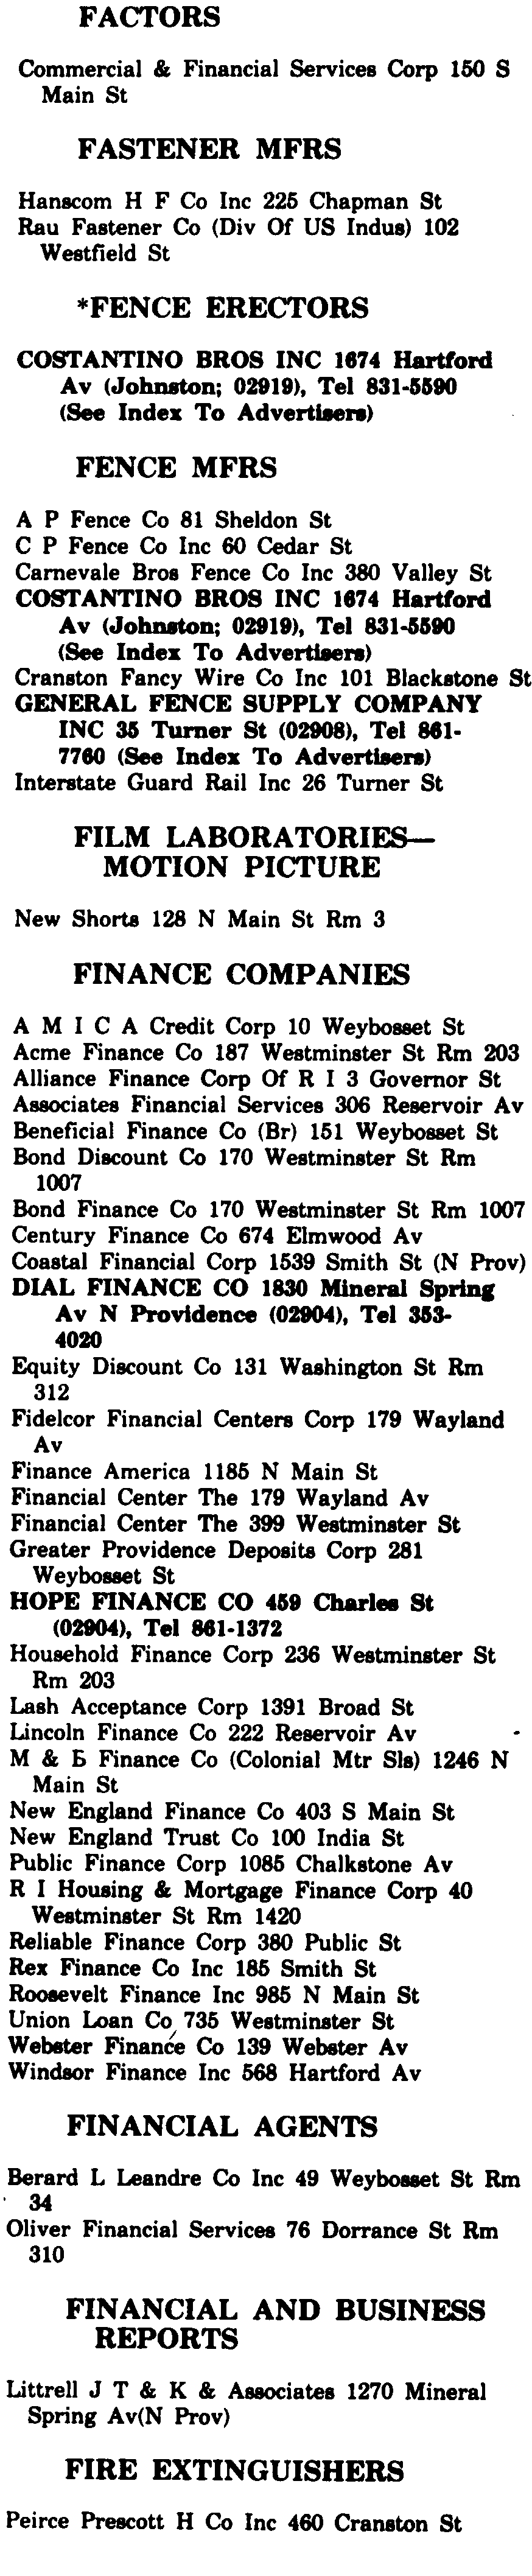 FACTORS
Commercial & Financial Services Corp 150 S
Main St
FASTENER MFRS
Hanscom H F Co Inc 225 Chapman St
Rau Fastener Co (Div Of US Indus) 102
Westfield St
*FENCE ERECTORS
COSTANTINO BROS INC 1674 Hartford
Av (Johnston; 02919), Tel 831-5590
(See Index To Advertisers)
FENCE MFRS
A P Fence Co 81 Sheldon St
C P Fence Co Inc 60 Cedar St
Carnevale Bros Fence Co Inc 380 Valley St
COSTANTINO BROS INC 1674 Hartford
Av (Johnston; 02919), Tel 831-5590
(See Index To Advertisers)
Cranston Fancy Wire Co Inc 101 Blackstone St
GENERAL FENCE SUPPLY COMPANY
INC 35 Turner St (02908), Tel 861-
7760 (See Index To Advertisers)
Interstate Guard Rail Inc 26 Turner St
FILM LABORATORIES—
MOTION PICTURE
New Shorts 128 N Main St Rm 3
FINANCE COMPANIES
A M I C A Credit Corp 10 Weybosset St
Acme Finance Co 187 Westminster St Rm 203
Alliance Finance Corp Of R I 3 Governor St
Associates Financial Services 306 Reservoir Av
Beneficial Finance Co (Br) 151 Weybosset St
Bond Discount Co 170 Westminster St Rm
1007
Bond Finance Co 170 Westminster St Rm 1007
Century Finance Co 674 Elmwood Av
Coastal Financial Corp 1539 Smith St (N Prov)
DIAL FINANCE CO 1830 Mineral Spring
Av N Providence (02904), Tel 353-
4020
Equity Discount Co 131 Washington St Rm
312
Fidelcor Financial Centers Corp 179 Wayland
Av
Finance America 1185 N Main St
Financial Center The 179 Wayland Av
Financial Center The 399 Westminster St
Greater Providence Deposits Corp 281
Weybosset St
HOPE FINANCE CO 459 Charles St
(02904), Tel 861-1372
Household Finance Corp 236 Westminster St
Rm 203
Lash Acceptance Corp 1391 Broad St
Lincoln Finance Co 222 Reservoir Av
M & Finance Co (Colonial Mtr Sls) 1246 N
Main St
New England Finance Co 403 S Main St
New England Trust Co 100 India St
Public Finance Corp 1085 Chalkstone Av
R I Housing & Mortgage Finance Corp 40
Westminster St Rm 1420
Reliable Finance Corp 380 Public St
Rex Finance Co Inc 185 Smith St
Roosevelt Finance Inc 985 N Main St
Union Loan Co 735 Westminster St
Webster Finance Co 139 Webster Av
Windsor Finance Inc 568 Hartford Av
FINANCIAL AGENTS
Berard L Leandre Co Inc 49 Weybosset St Rm
34
Oliver Financial Services 76 Dorrance St Rm
310
FINANCIAL AND BUSINESS
REPORTS
Littrell J T & K & Associates 1270 Mineral
Spring Av(N Prov)
FIRE EXTINGUISHERS
Peirce Prescott H Co Inc 460 Cranston St